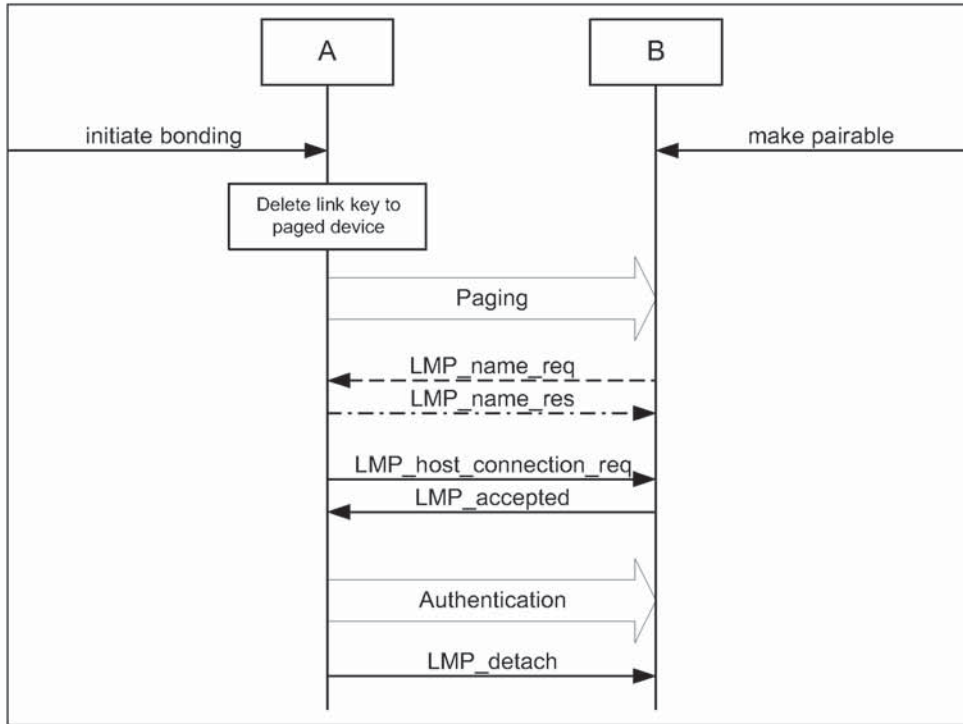 A
B
initiate bonding
make pairable
Delete link key to
paged device
Paging
LMP_name_req
LMP_name_res
LMP_host_connection_req
LMP_accepted
Authentication
LMP_detach